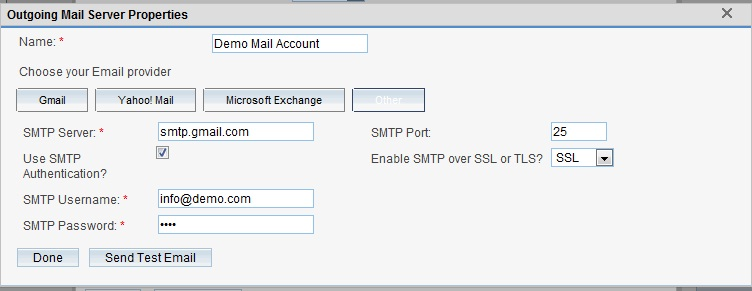 Outgoing Mail Server Properties
Name: * Demo Mail Account
Choose your Email provider
Gmail Yahoo! Mail Microsoft Exchange Other
SMTP Server: * smtp.gmail.com SMTP Port: 25
Use SMTP Authentication? Enable SMTP over SSL or TLS? SSL
SMTP Username: * info@demo.com
SMTP Password: * ••••
Done Send Test Email